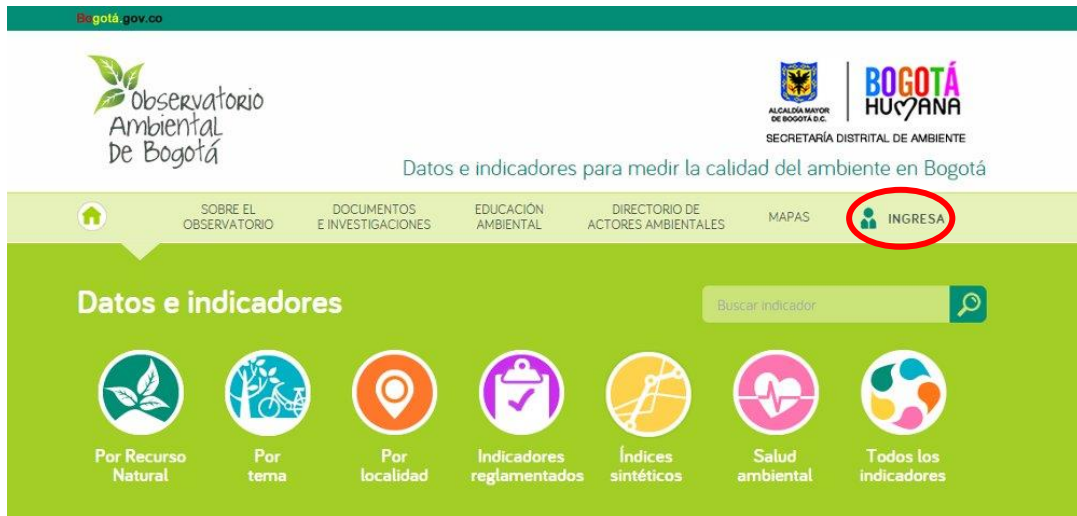 Bogotá.gov.co
Observatorio
Ambiental
De Bogotá
ALCALDÍA MAYOR
DE BOGOTÁ D.C.
BOGOTÁ
HUMANA
SECRETARÍA DISTRITAL DE AMBIENTE
Datos e indicadores para medir la calidad del ambiente en Bogotá
SOBRE EL
OBSERVATORIO
DOCUMENTOS
E INVESTIGACIONES
EDUCACIÓN
AMBIENTAL
DIRECTORIO DE
ACTORES AMBIENTALES
MAPAS
INGRESA
Datos e indicadores
Buscar indicador
Por Recurso
Natural
Por
tema
Por
localidad
Indicadores
reglamentados
Índices
sintéticos
Salud
ambiental
Todos los
indicadores